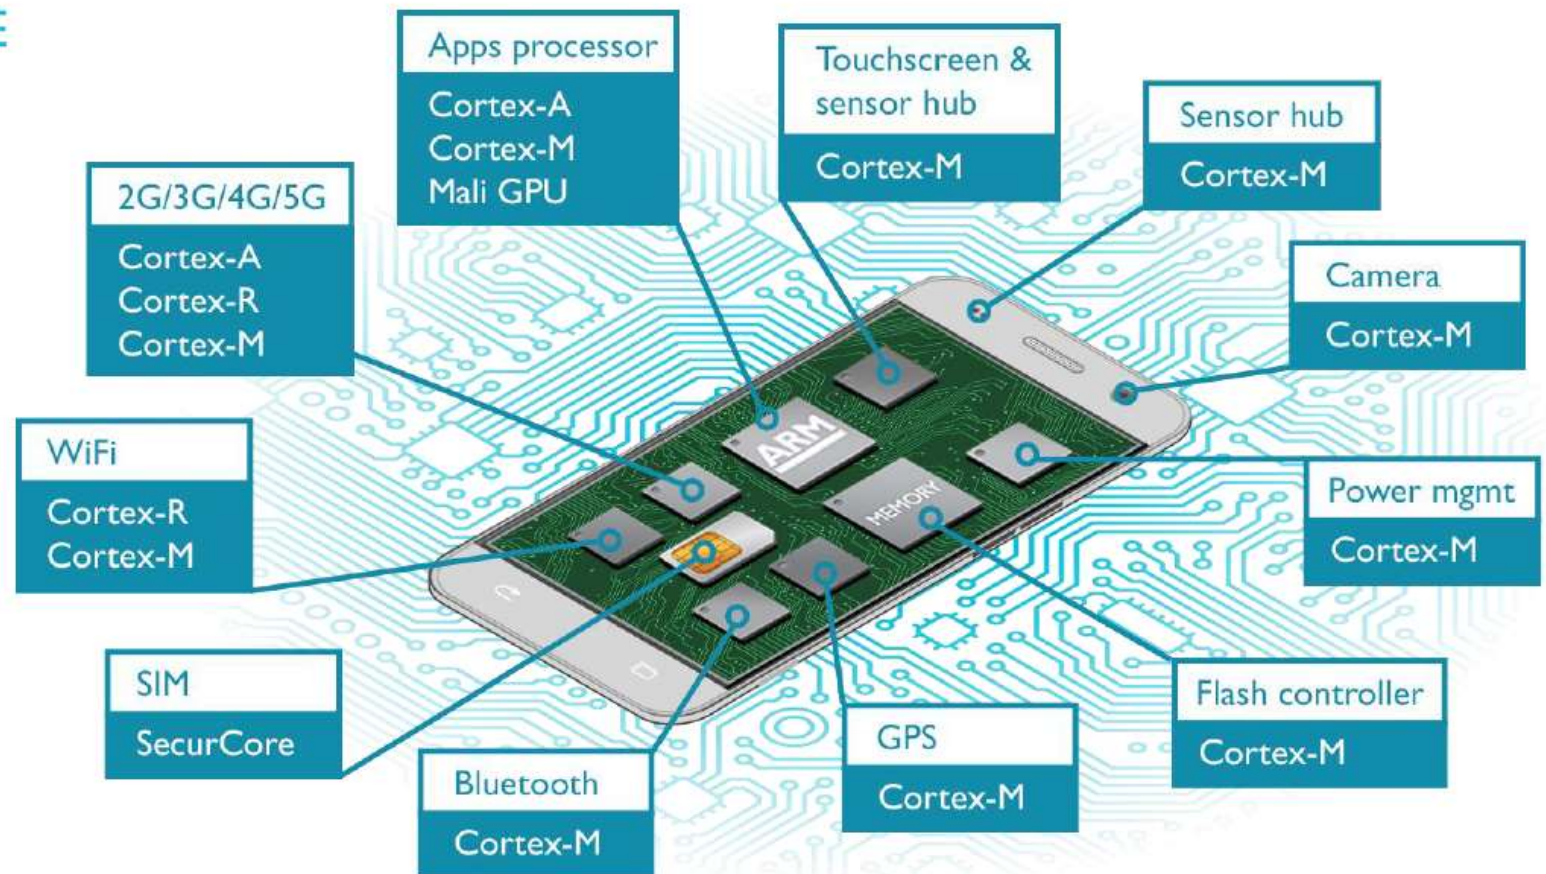 Apps processor
Cortex-A
Cortex-M
Mali GPU
Touchscreen &
sensor hub
Cortex-M
Sensor hub
Cortex-M
2G/3G/4G/5G
Cortex-A
Cortex-R
Cortex-M
Camera
Cortex-M
WiFi
Cortex-R
Cortex-M
ARM
MEMORY
Power mgmt
Cortex-M
SIM
SecurCore
Bluetooth
Cortex-M
GPS
Cortex-M
Flash controller
Cortex-M